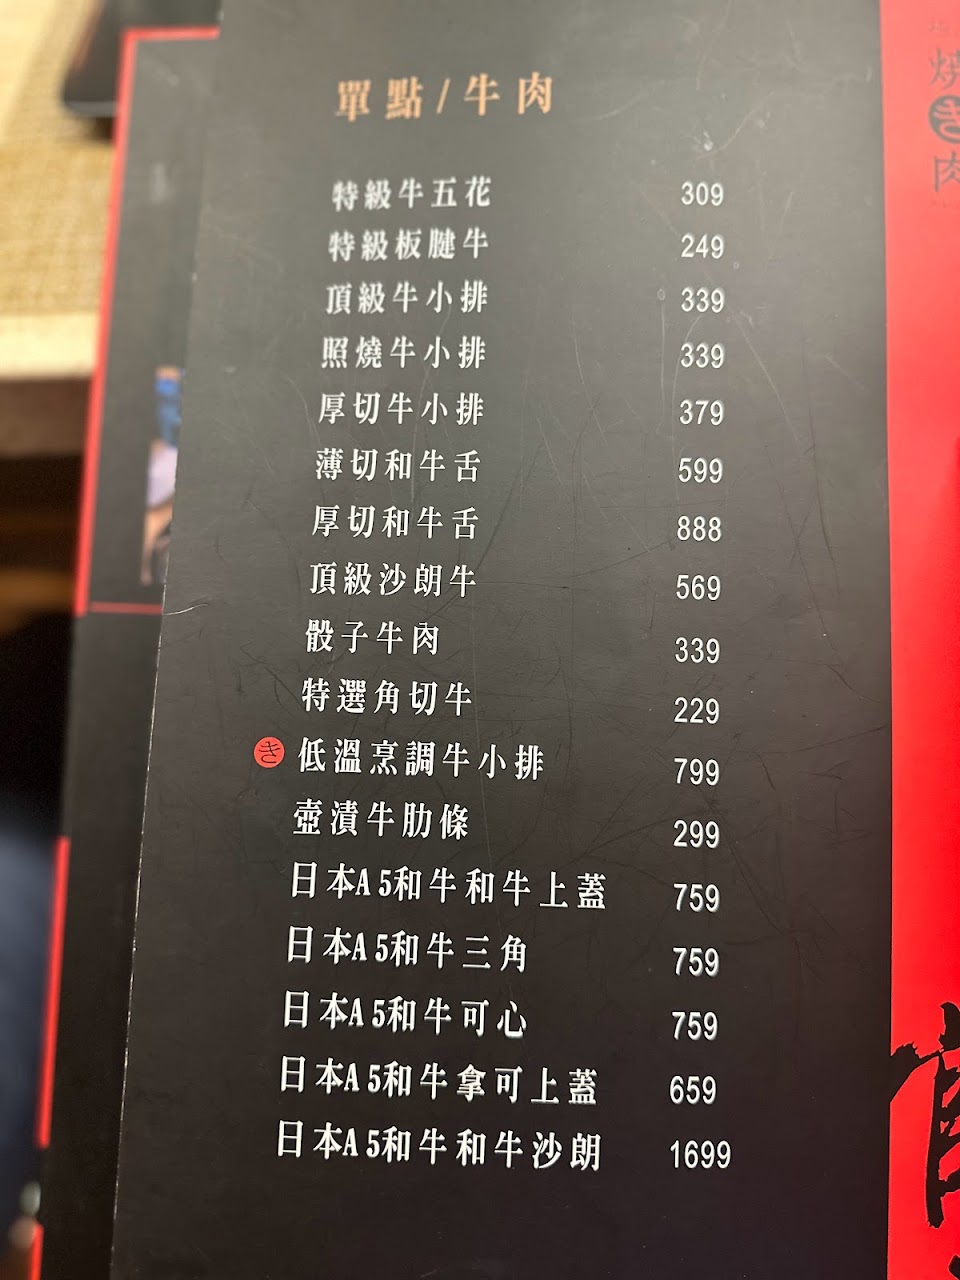 單點/牛肉
特級牛五花 309
特級板腱牛 249
頂級牛小排 339
照燒牛小排 339
厚切牛小排 379
薄切和牛舌 599
厚切和牛舌 888
頂級沙朗牛 569
骰子牛肉 339
特選角切牛 229
き 低溫烹調牛小排 799
壺漬牛肋條 299
日本A5和牛和牛上蓋 759
日本A5和牛三角 759
日本A5和牛可心 759
日本A5和牛拿可上蓋 659
日本A5和牛和牛沙朗 1699
燒
き
肉